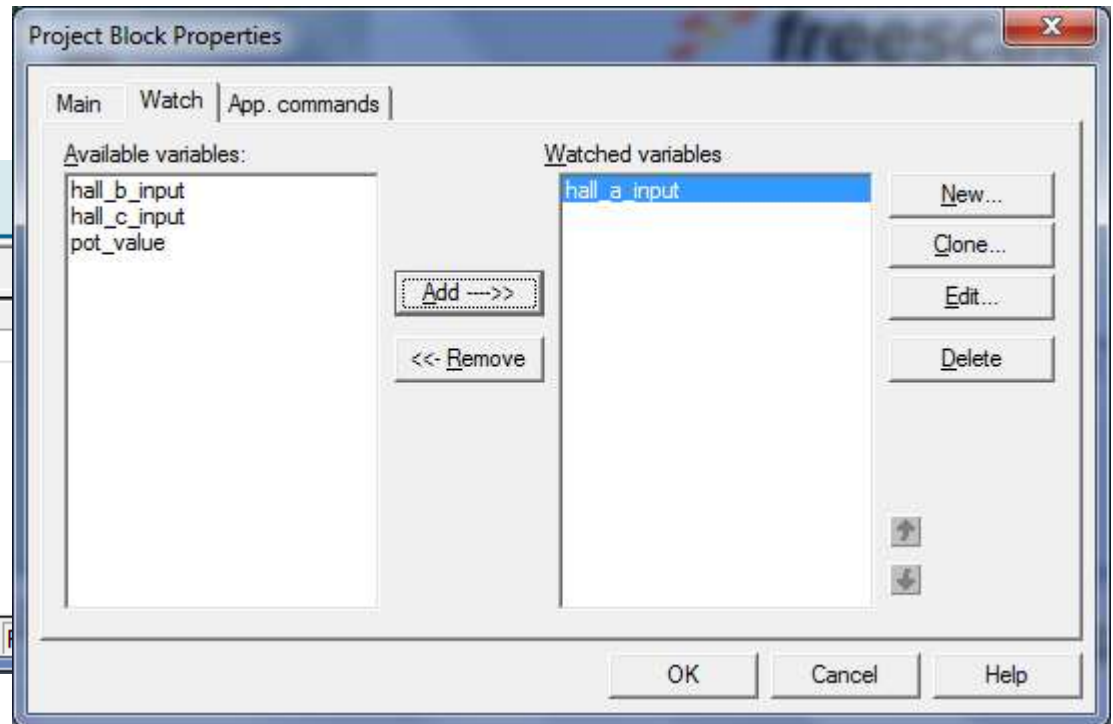 Project Block Properties
freesc
Main
Watch
App. commands
Available variables:
Watched variables
hall_b_input
hall_c_input
pot_value
hall_a_input
Add --->>
<<- Remove
New...
Clone...
Edit...
Delete
OK
Cancel
Help